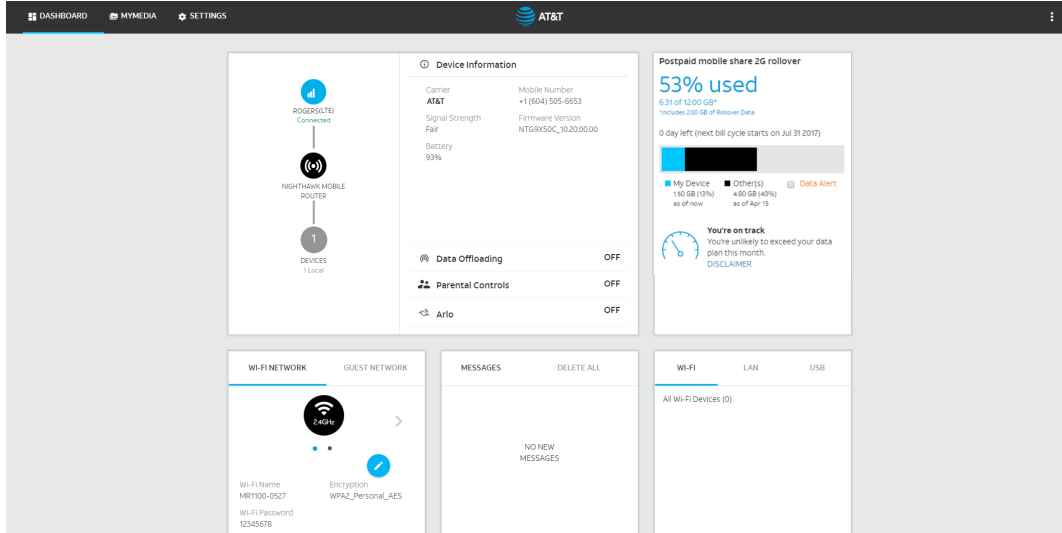 DASHBOARD MYMEDIA SETTINGS AT&T
ROGERS(LTE)
Connected
NIGHTHAWK MOBILE
ROUTER
1
DEVICES
1 Local
Device Information
Carrier Mobile Number
AT&T +1 (604) 505-6653
Signal Strength Firmware Version
Fair NTG9X50C_10.20.00.00
Battery
93%
Data Offloading OFF
Parental Controls OFF
Arlo OFF
Postpaid mobile share 2G rollover
53% used
6.31 of 12.00 GB*
*Includes 2.00 GB of Rollover Data
0 day left (next bill cycle starts on Jul 31 2017)
My Device Other(s) Data Alert
1.50 GB (13%) 4.80 GB (40%)
as of now as of Apr 15
You're on track
You're unlikely to exceed your data
plan this month.
DISCLAIMER
WI-FI NETWORK GUEST NETWORK
2.4GHz
Wi-Fi Name Encryption
MR1100-0527 WPA2_Personal_AES
Wi-Fi Password
12345678
MESSAGES DELETE ALL
NO NEW
MESSAGES
WI-FI LAN USB
All Wi-Fi Devices (0)